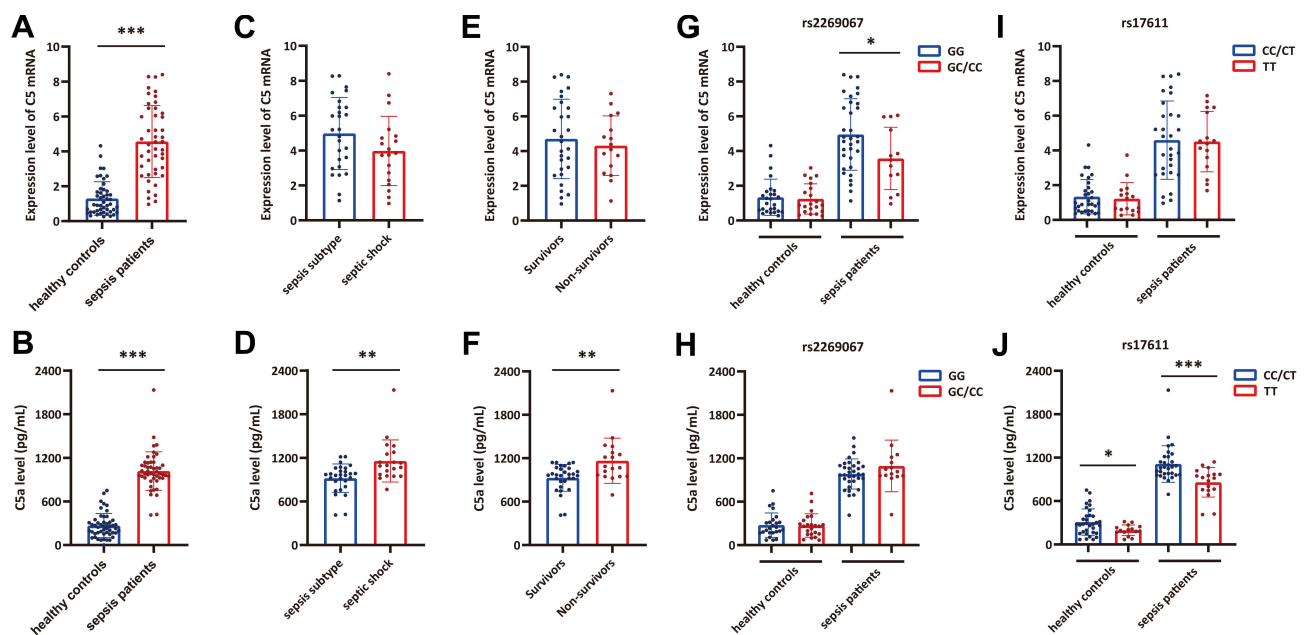 A
***
Expression level of C5 mRNA
10
8
6
4
2
0
healthy controls
sepsis patients
C
Expression level of C5 mRNA
10
8
6
4
2
0
sepsis subtype
septic shock
E
Expression level of C5 mRNA
10
8
6
4
2
0
Survivors
Non-survivors
G
rs2269067
*
GG
GC/CC
Expression level of C5 mRNA
10
8
6
4
2
0
healthy controls
sepsis patients
I
rs17611
CC/CT
TT
Expression level of C5 mRNA
10
8
6
4
2
0
healthy controls
sepsis patients
B
***
C5a level (pg/mL)
2400
1800
1200
600
0
healthy controls
sepsis patients
D
**
C5a level (pg/mL)
2400
1800
1200
600
0
sepsis subtype
septic shock
F
**
C5a level (pg/mL)
2400
1800
1200
600
0
Survivors
Non-survivors
H
rs2269067
GG
GC/CC
C5a level (pg/mL)
2400
1800
1200
600
0
healthy controls
sepsis patients
J
rs17611
***
*
CC/CT
TT
C5a level (pg/mL)
2400
1800
1200
600
0
healthy controls
sepsis patients